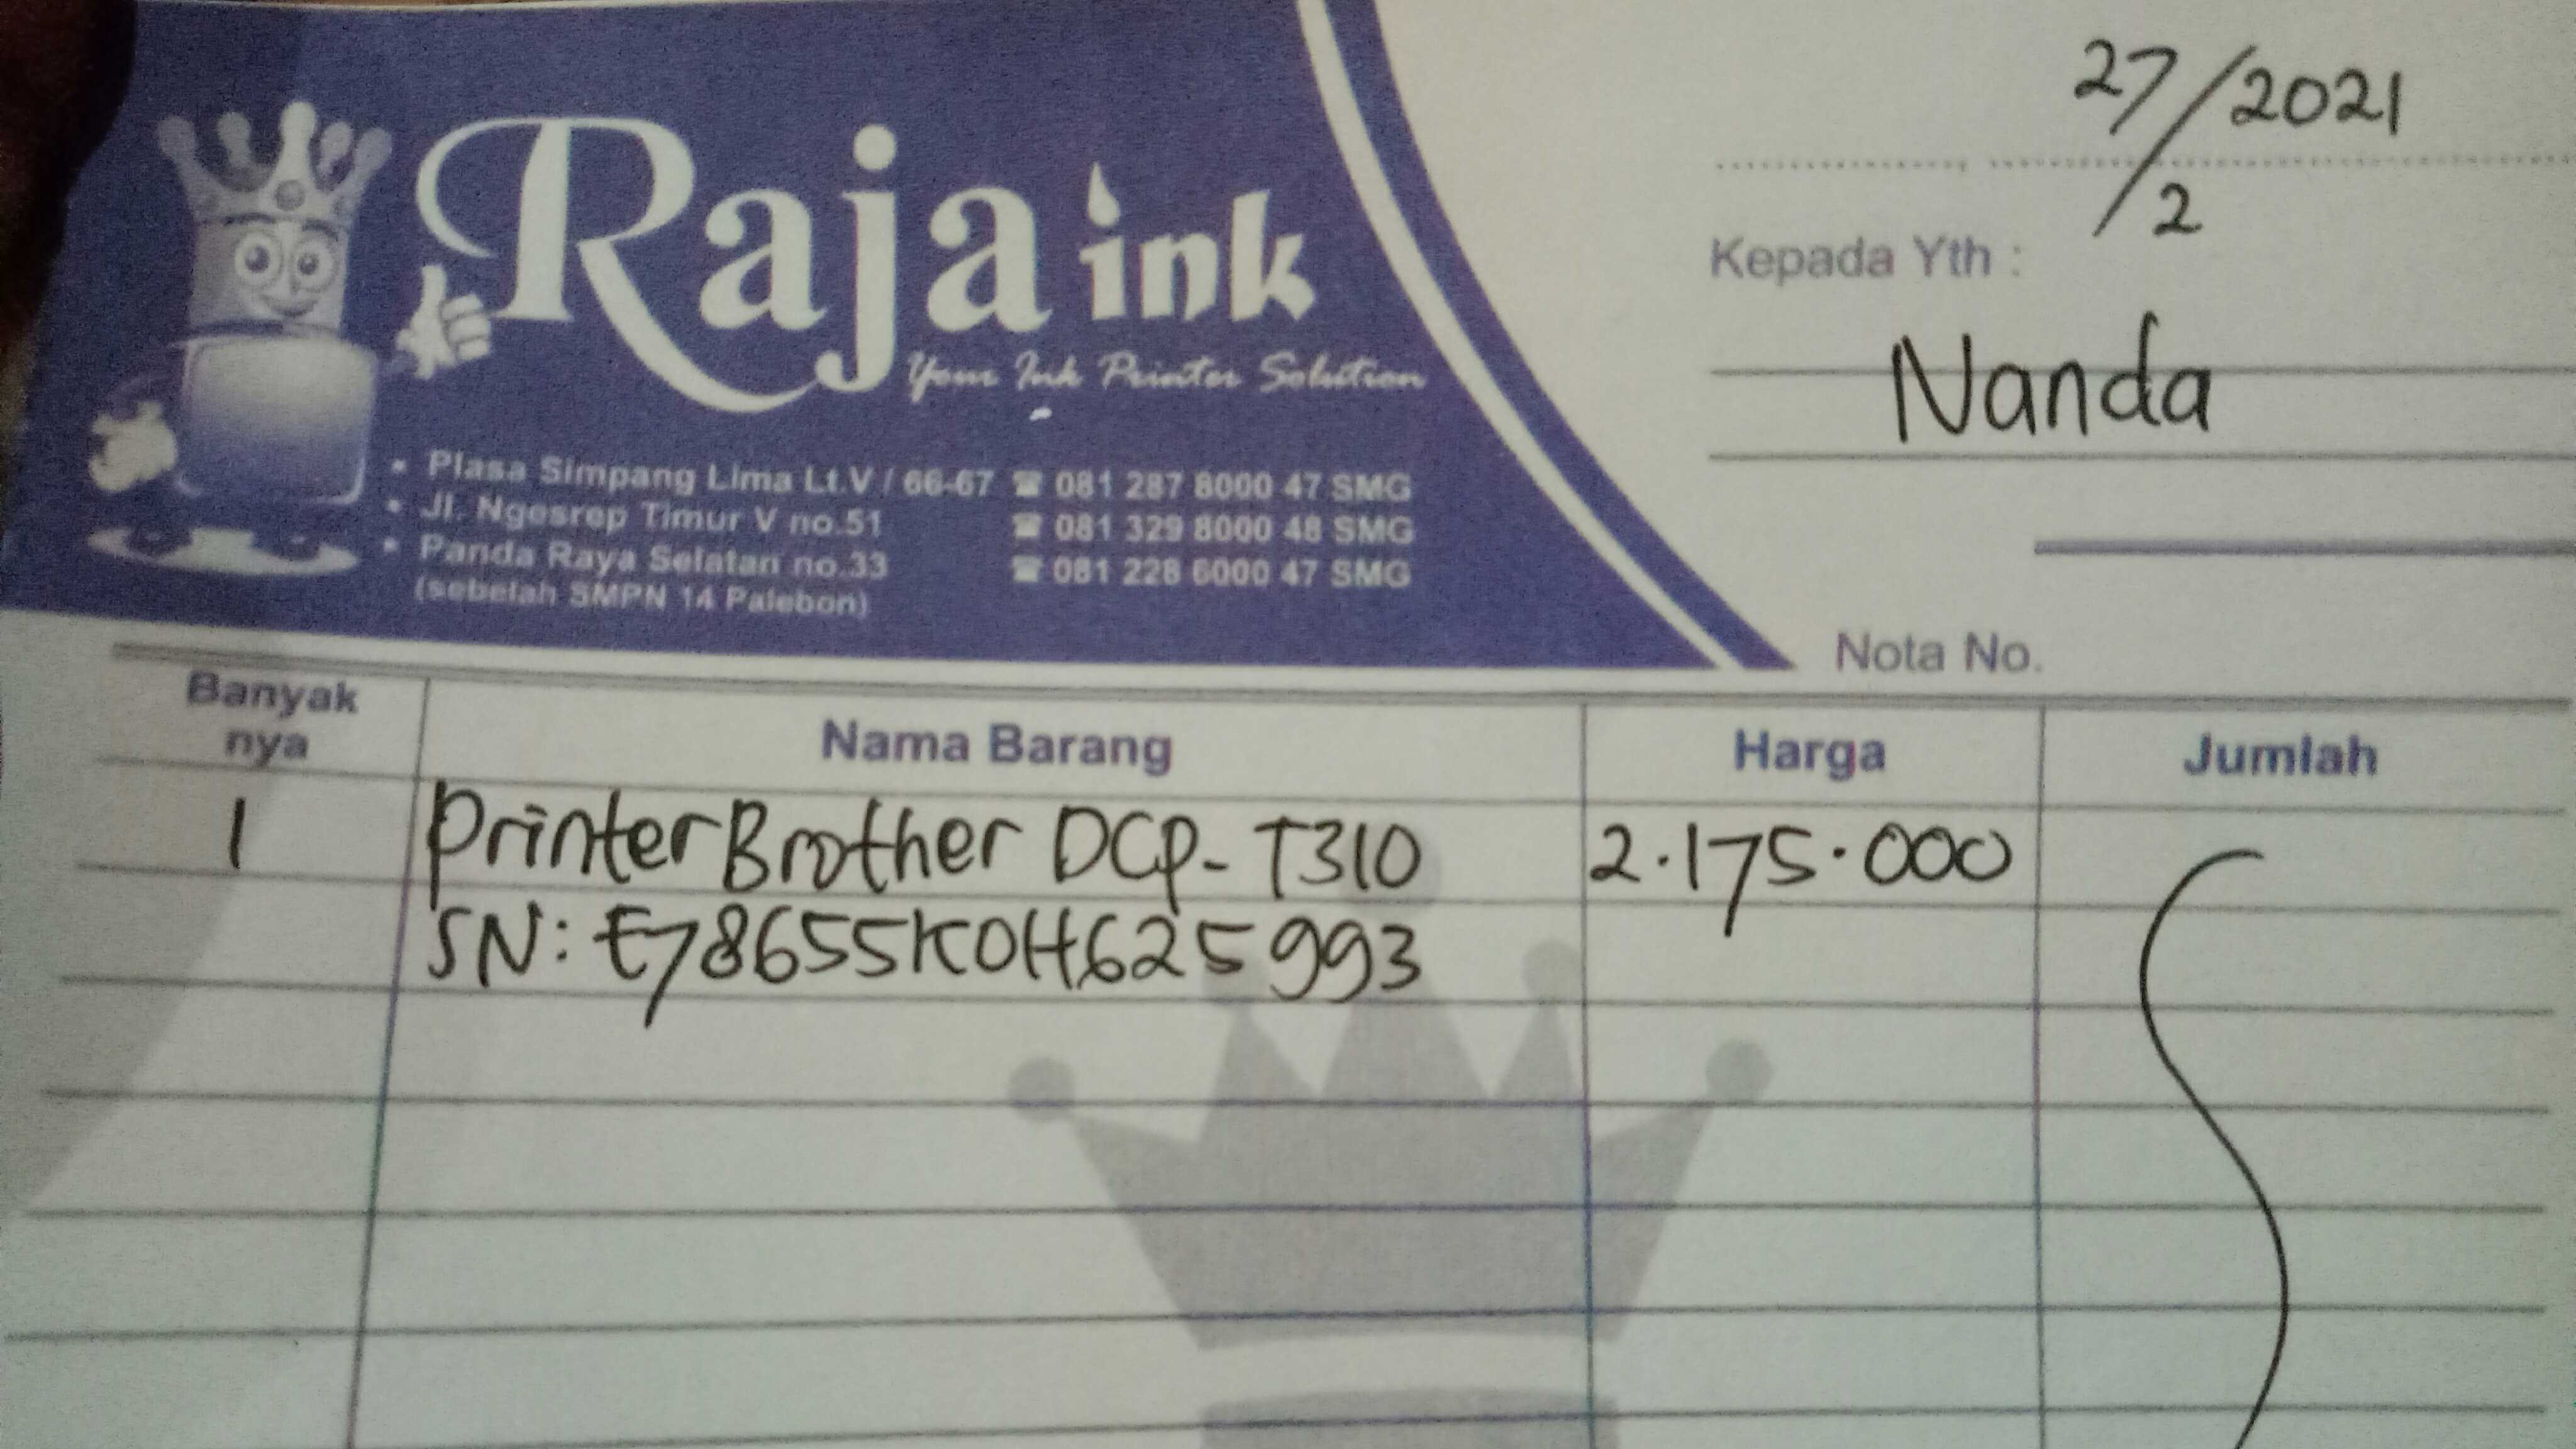 27/2/2021
Raja ink
Your Ink Printer Solution
Kepada Yth :
Nanda
• Plasa Simpang Lima Lt.V / 66-67 ☎ 081 287 8000 47 SMG
• Jl. Ngesrep Timur V no.51 ☎ 081 329 8000 48 SMG
• Panda Raya Selatan no.33 ☎ 081 228 6000 47 SMG
(sebelah SMPN 14 Palebon)
Nota No.
Banyak nya Nama Barang Harga Jumlah
1 Printer Brother DCP-T310 2.175.000
SN: E78655K0H625993